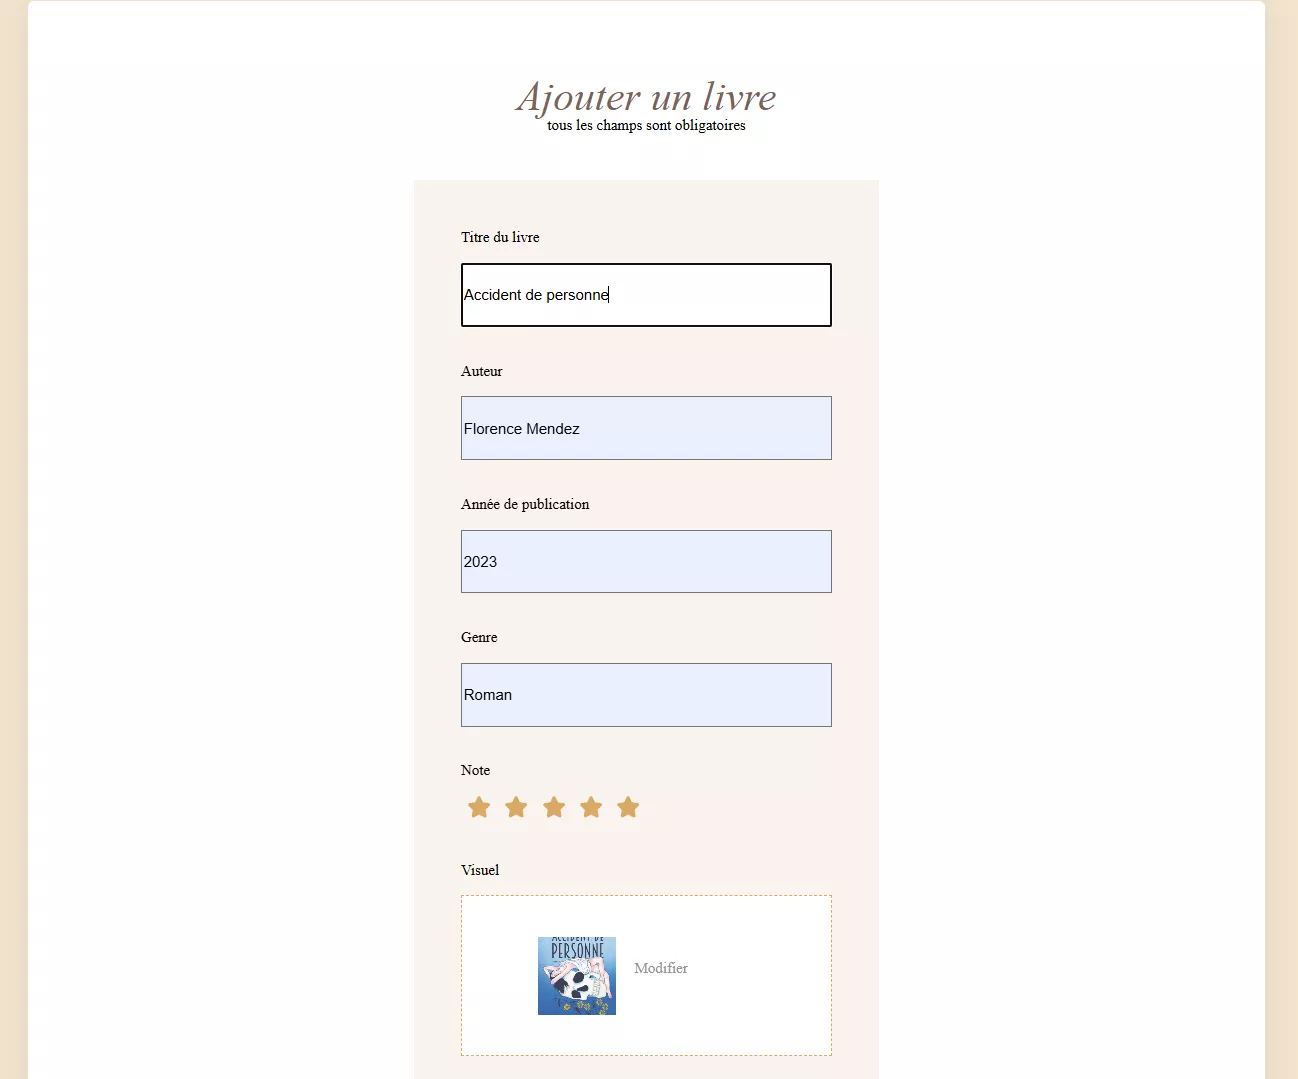 Ajouter un livre
tous les champs sont obligatoires
Titre du livre
Accident de personne
Auteur
Florence Mendez
Année de publication
2023
Genre
Roman
Note
Visuel
ACCIDENT DE
PERSONNE
Modifier